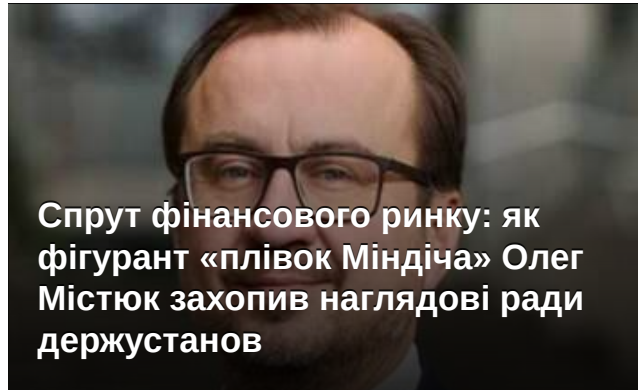 Спрут фінансового ринку: як
фігурант «плівок Міндіча» Олег
Містюк захопив наглядові ради
держустанов